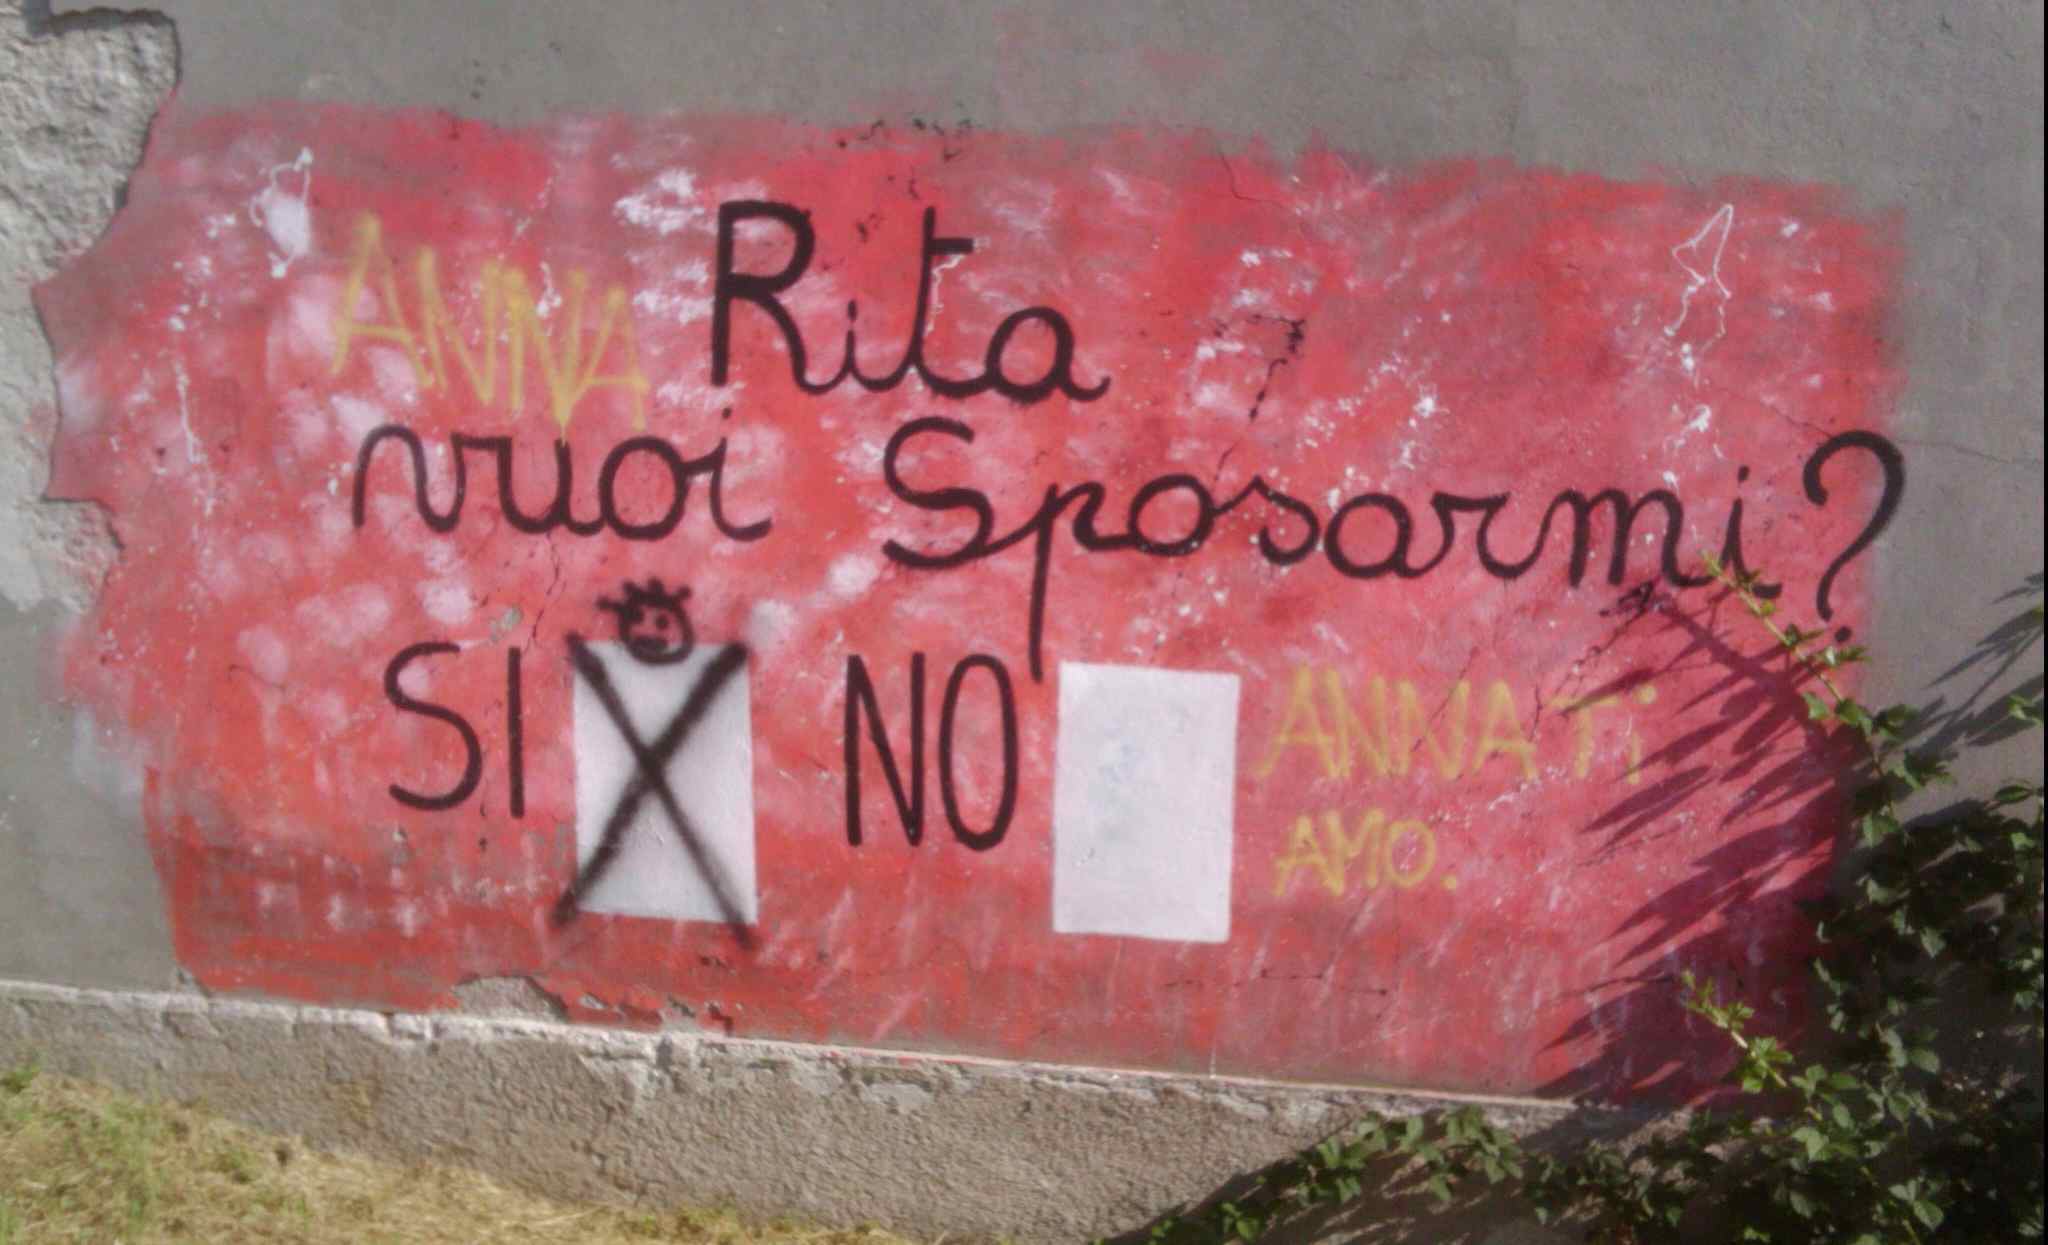 ANNA
Rita
vuoi Sposarmi?
SI NO
ANNA Ti
AMO.